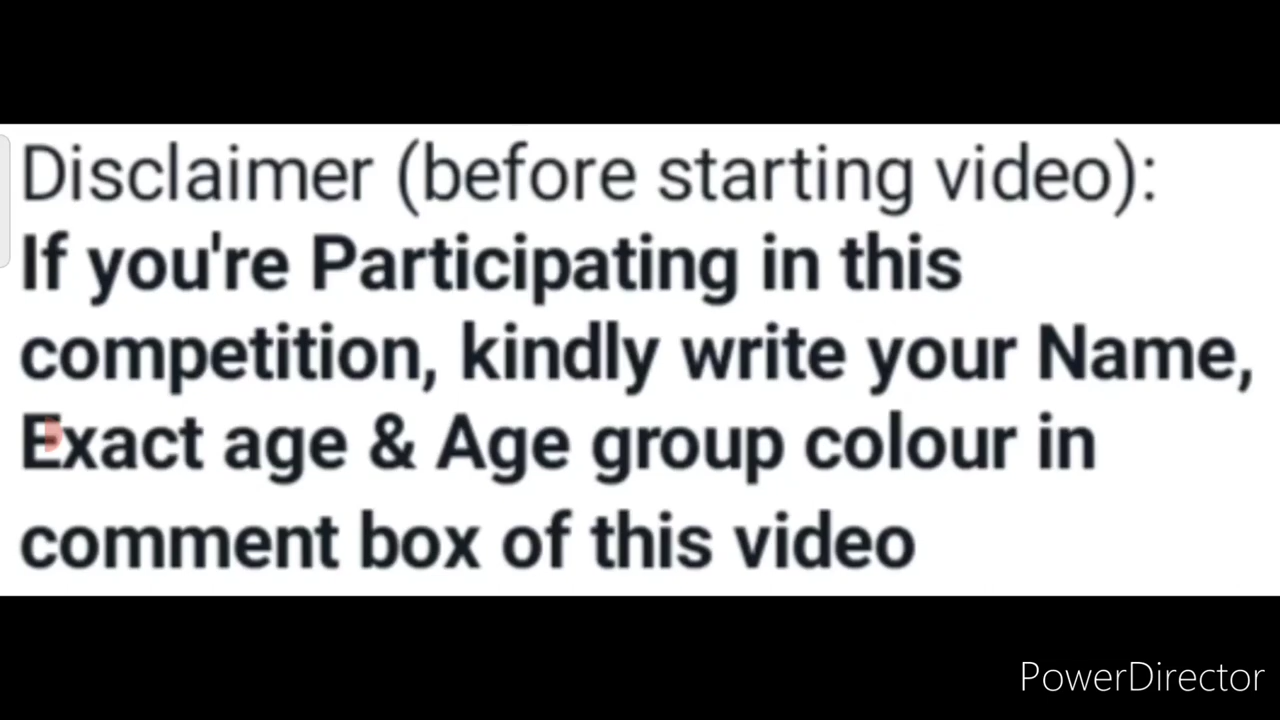 Disclaimer (before starting video):
If you're Participating in this
competition, kindly write your Name,
Exact age & Age group colour in
comment box of this video
PowerDirector